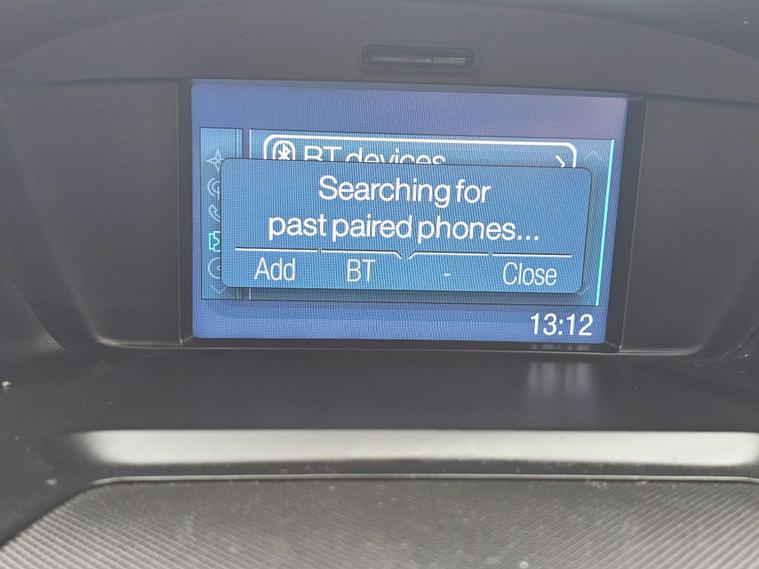 BT devices
Searching for
past paired phones...
Add BT - Close
13:12